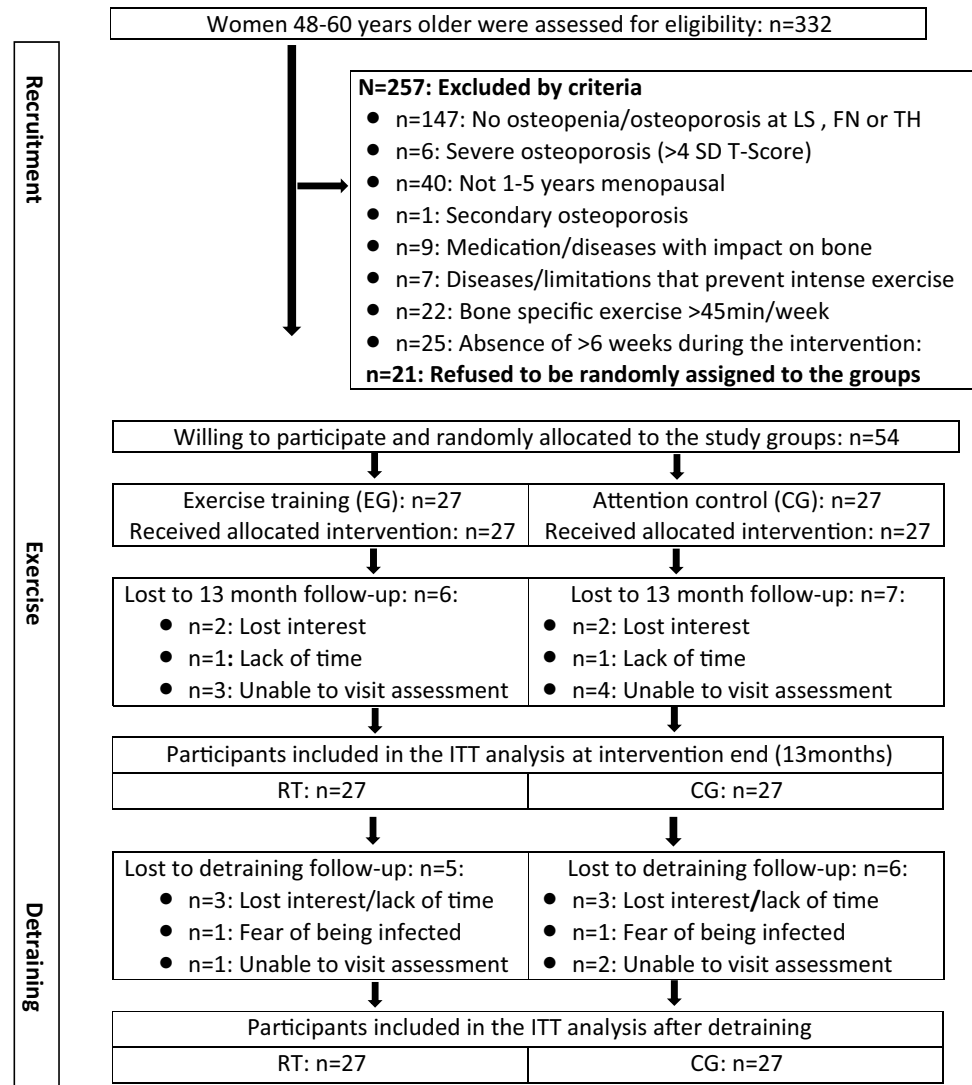 Women 48-60 years older were assessed for eligibility: n=332
Recruitment
N=257: Excluded by criteria
● n=147: No osteopenia/osteoporosis at LS , FN or TH
● n=6: Severe osteoporosis (>4 SD T-Score)
● n=40: Not 1-5 years menopausal
● n=1: Secondary osteoporosis
● n=9: Medication/diseases with impact on bone
● n=7: Diseases/limitations that prevent intense exercise
● n=22: Bone specific exercise >45min/week
● n=25: Absence of >6 weeks during the intervention:
n=21: Refused to be randomly assigned to the groups
Willing to participate and randomly allocated to the study groups: n=54
Exercise
Exercise training (EG): n=27
Received allocated intervention: n=27
Attention control (CG): n=27
Received allocated intervention: n=27
Lost to 13 month follow-up: n=6:
● n=2: Lost interest
● n=1: Lack of time
● n=3: Unable to visit assessment
Lost to 13 month follow-up: n=7:
● n=2: Lost interest
● n=1: Lack of time
● n=4: Unable to visit assessment
Participants included in the ITT analysis at intervention end (13months)
RT: n=27
CG: n=27
Detraining
Lost to detraining follow-up: n=5:
● n=3: Lost interest/lack of time
● n=1: Fear of being infected
● n=1: Unable to visit assessment
Lost to detraining follow-up: n=6:
● n=3: Lost interest/lack of time
● n=1: Fear of being infected
● n=2: Unable to visit assessment
Participants included in the ITT analysis after detraining
RT: n=27
CG: n=27